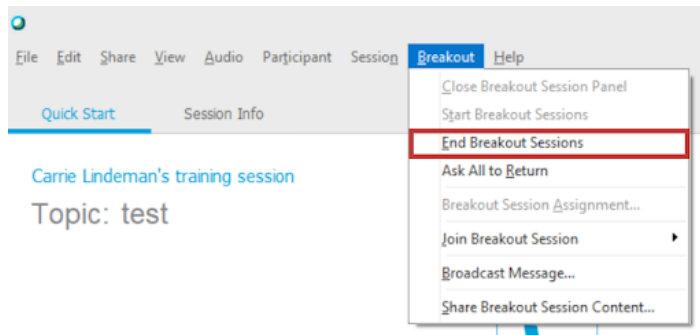 File Edit Share View Audio Participant Session Breakout Help
Close Breakout Session Panel
Quick Start Session Info
Start Breakout Sessions
End Breakout Sessions
Carrie Lindeman's training session
Ask All to Return
Topic: test
Breakout Session Assignment...
Join Breakout Session
Broadcast Message...
Share Breakout Session Content...